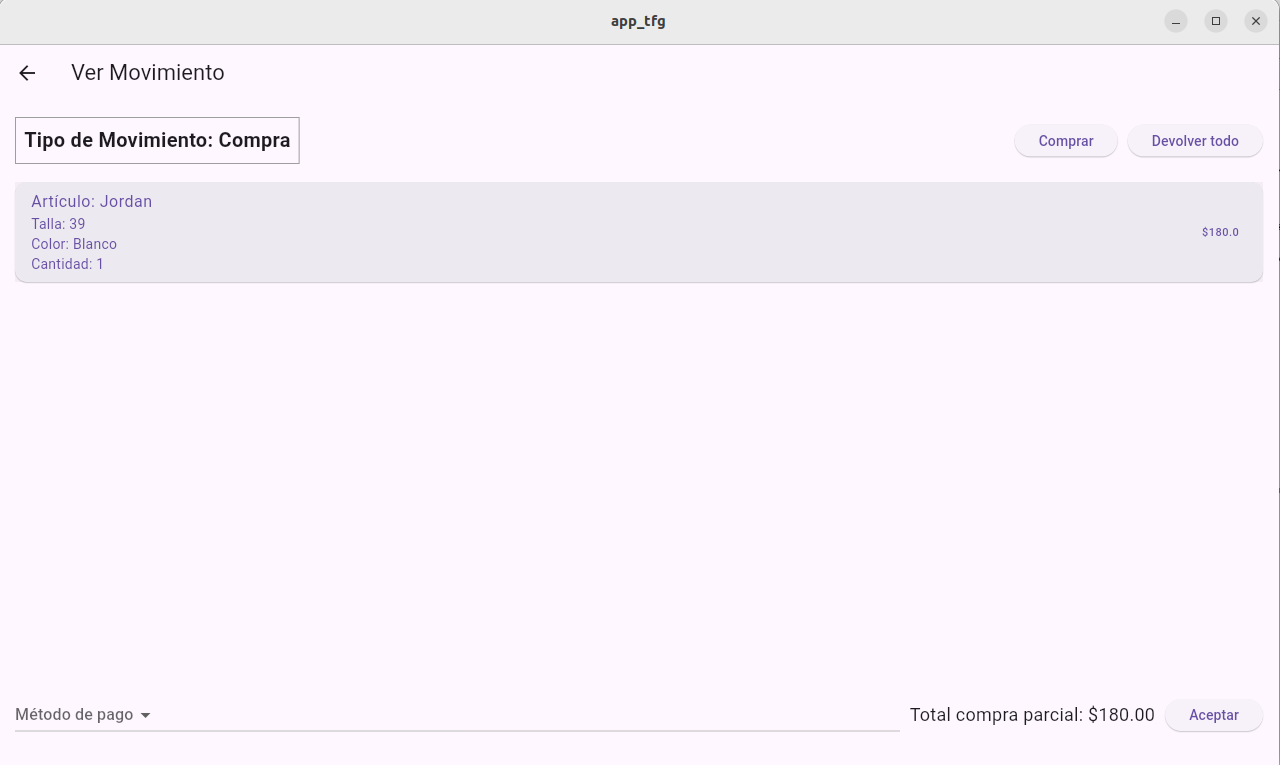 app_tfg
Ver Movimiento
Tipo de Movimiento: Compra
Comprar
Devolver todo
Artículo: Jordan
Talla: 39
Color: Blanco
Cantidad: 1
$180.0
Método de pago
Total compra parcial: $180.00
Aceptar